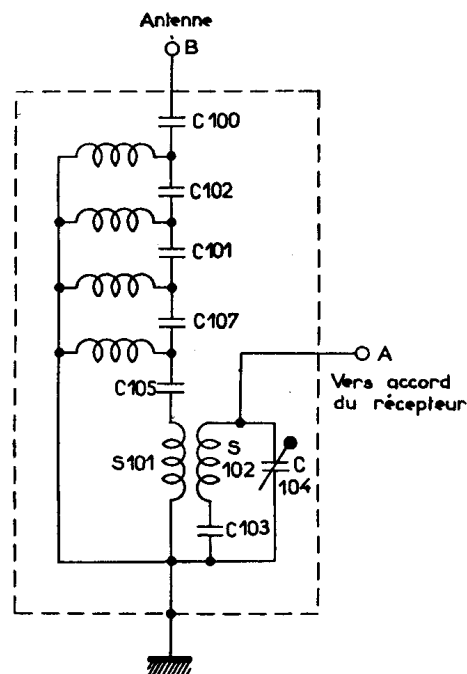 Antenne
B
C100
C102
C101
C107
C105
A
Vers accord
du récepteur
S101
S
102
C
104
C103